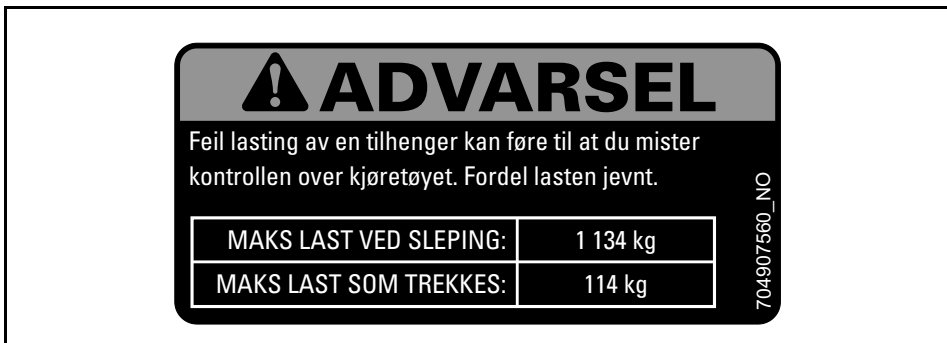 ADVARSEL
Feil lasting av en tilhenger kan føre til at du mister
kontrollen over kjøretøyet. Fordel lasten jevnt.
MAKS LAST VED SLEPING: 1 134 kg
MAKS LAST SOM TREKKES: 114 kg
704907560_NO